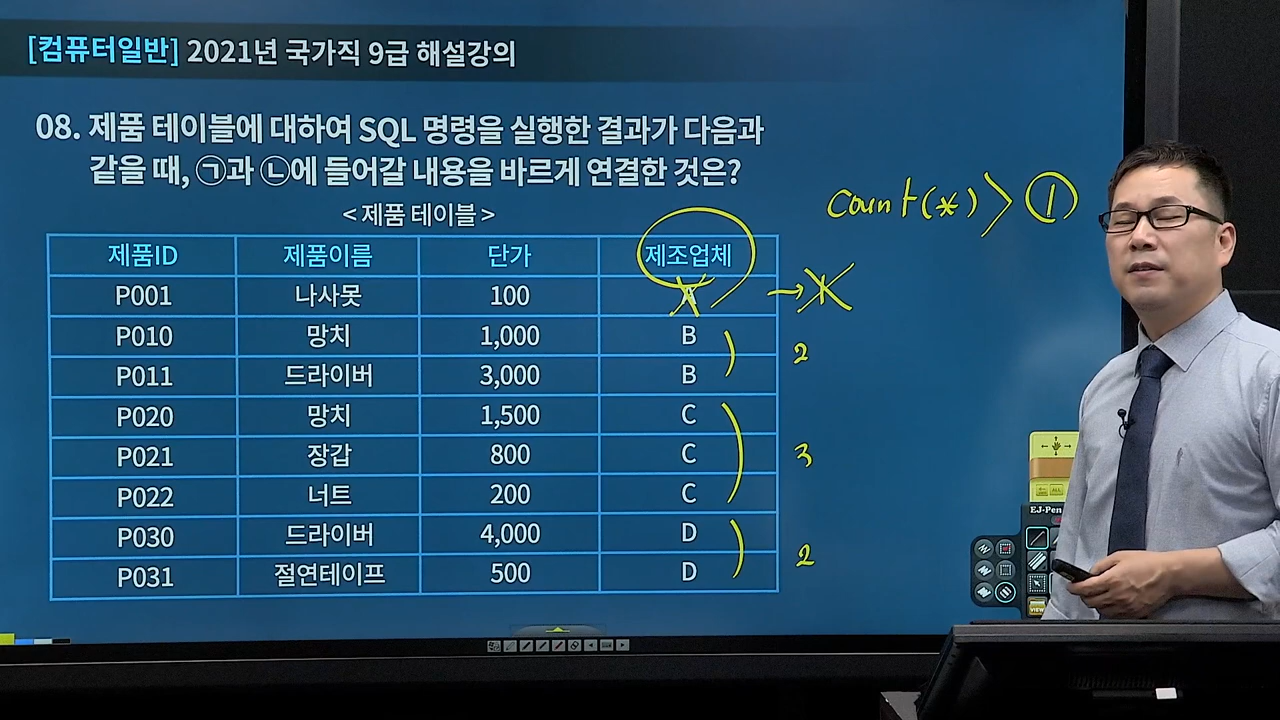 [컴퓨터일반] 2021년 국가직 9급 해설강의
08. 제품 테이블에 대하여 SQL 명령을 실행한 결과가 다음과
같을 때, ㉠과 ㉡에 들어갈 내용을 바르게 연결한 것은?
count(*) > ①
< 제품 테이블 >
제품ID 제품이름 단가 제조업체
P001 나사못 100 A
P010 망치 1,000 B
2
P011 드라이버 3,000 B
P020 망치 1,500 C
P021 장갑 800 C 3
P022 너트 200 C
P030 드라이버 4,000 D
2
P031 절연테이프 500 D
EJ-Pen
VIEW